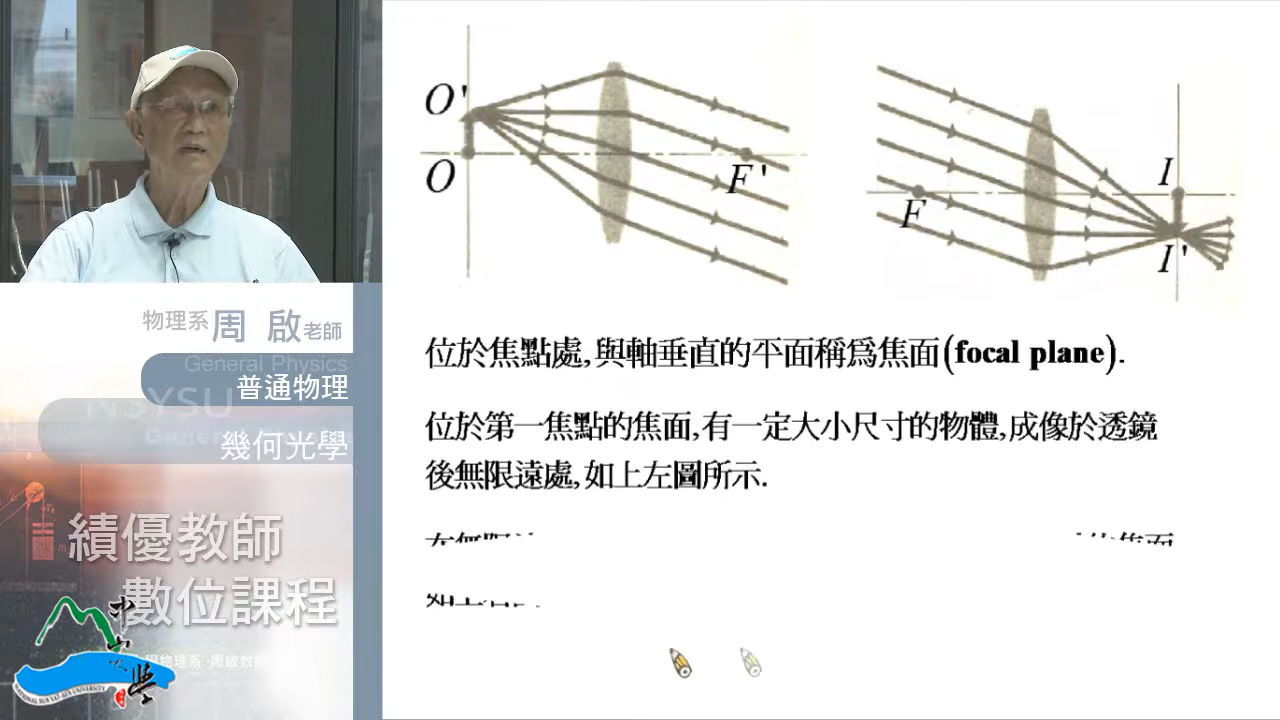 物理系周 啟老師
General Physics
普通物理
NSYSU
幾何光學
績優教師
數位課程
O'
O
F'
F
I
I'
位於焦點處,與軸垂直的平面稱為焦面(focal plane).
位於第一焦點的焦面,有一定大小尺寸的物體,成像於透鏡
後無限遠處,如上左圖所示.